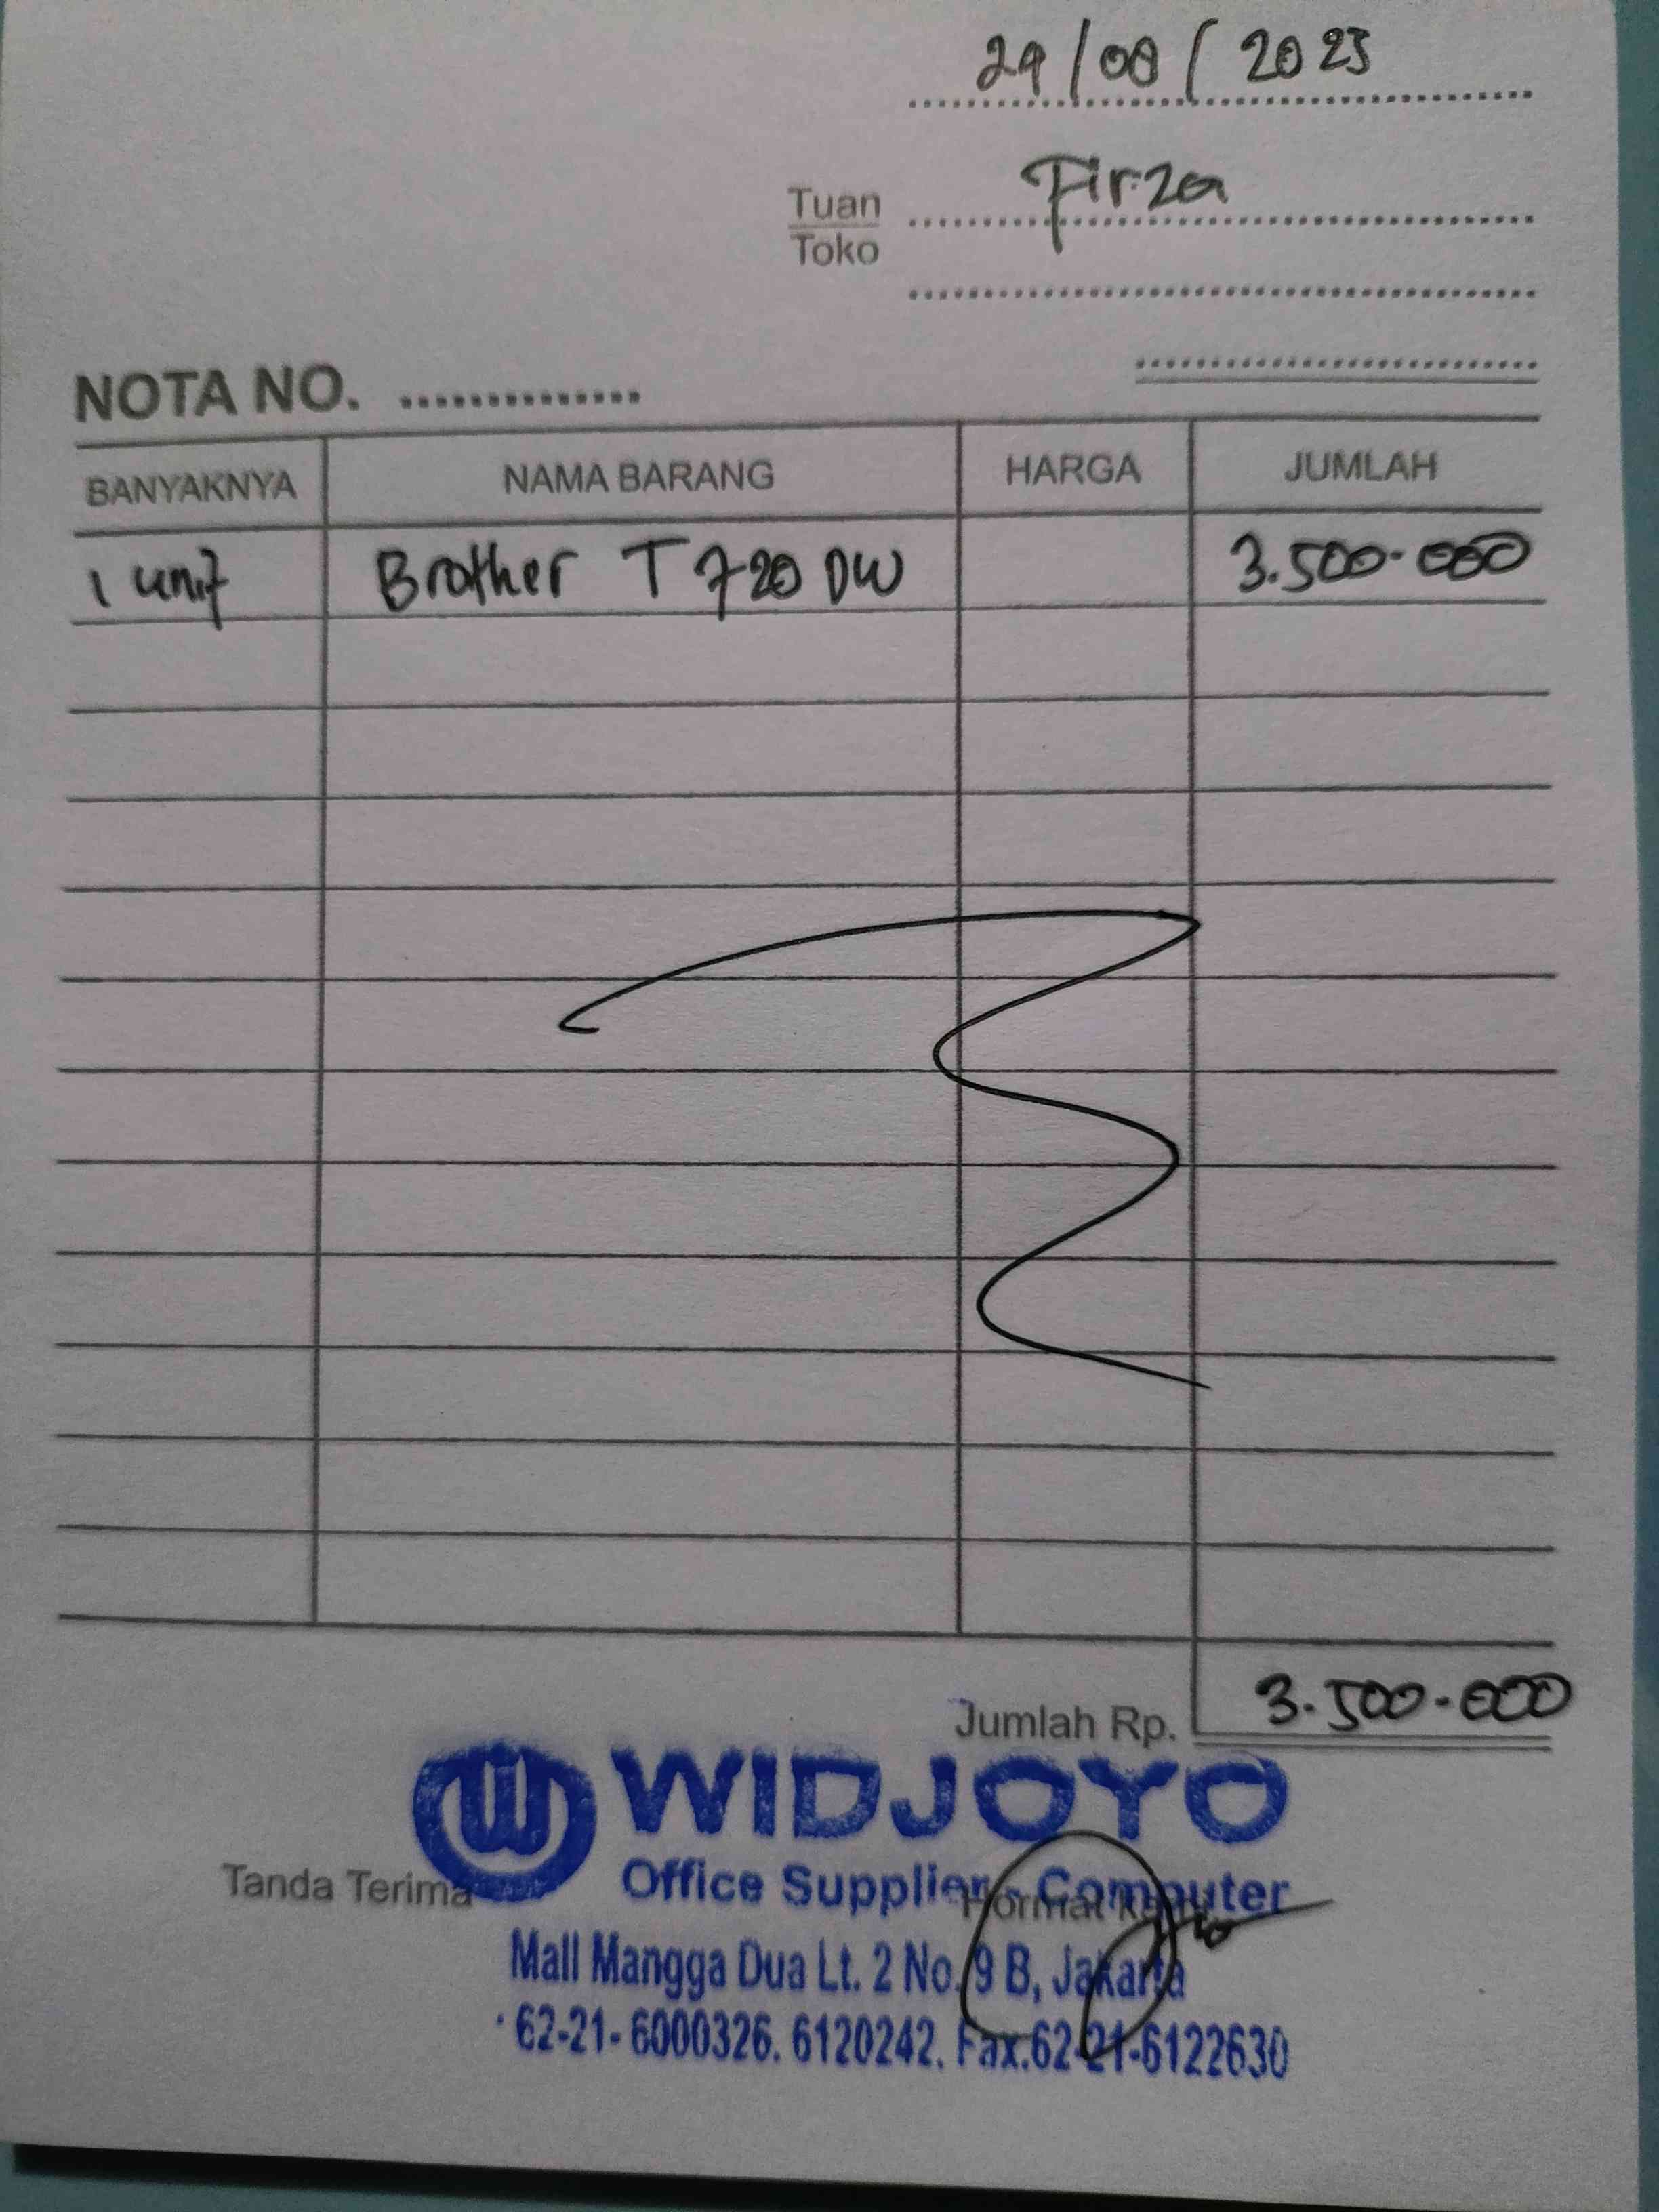 29/08/2023
Tuan Firza
Toko
NOTA NO.
BANYAKNYA NAMA BARANG HARGA JUMLAH
1 unit Brother T 720 DW 3.500.000
Jumlah Rp. 3.500.000
WIDJOYO
Tanda Terima Office Supplier - Computer
Hormat kami
Mall Mangga Dua Lt. 2 No. 9 B, Jakarta
62-21-6000326. 6120242. Fax.62-21-6122630